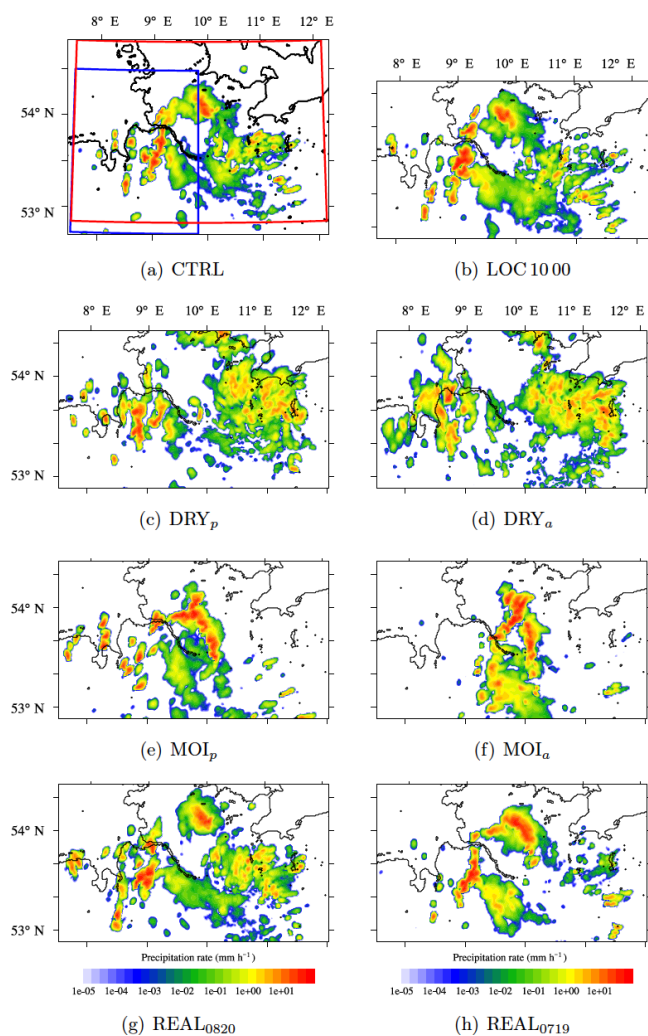 8° E 9° E 10° E 11° E 12° E
54° N
53° N
(a) CTRL
8° E 9° E 10° E 11° E 12° E
(b) LOC 10 00
8° E 9° E 10° E 11° E 12° E
54° N
53° N
(c) DRYp
8° E 9° E 10° E 11° E 12° E
(d) DRYa
54° N
53° N
(e) MOIp
(f) MOIa
54° N
53° N
Precipitation rate (mm h⁻¹)
1e-05 1e-04 1e-03 1e-02 1e-01 1e+00 1e+01
(g) REAL0820
Precipitation rate (mm h⁻¹)
1e-05 1e-04 1e-03 1e-02 1e-01 1e+00 1e+01
(h) REAL0719